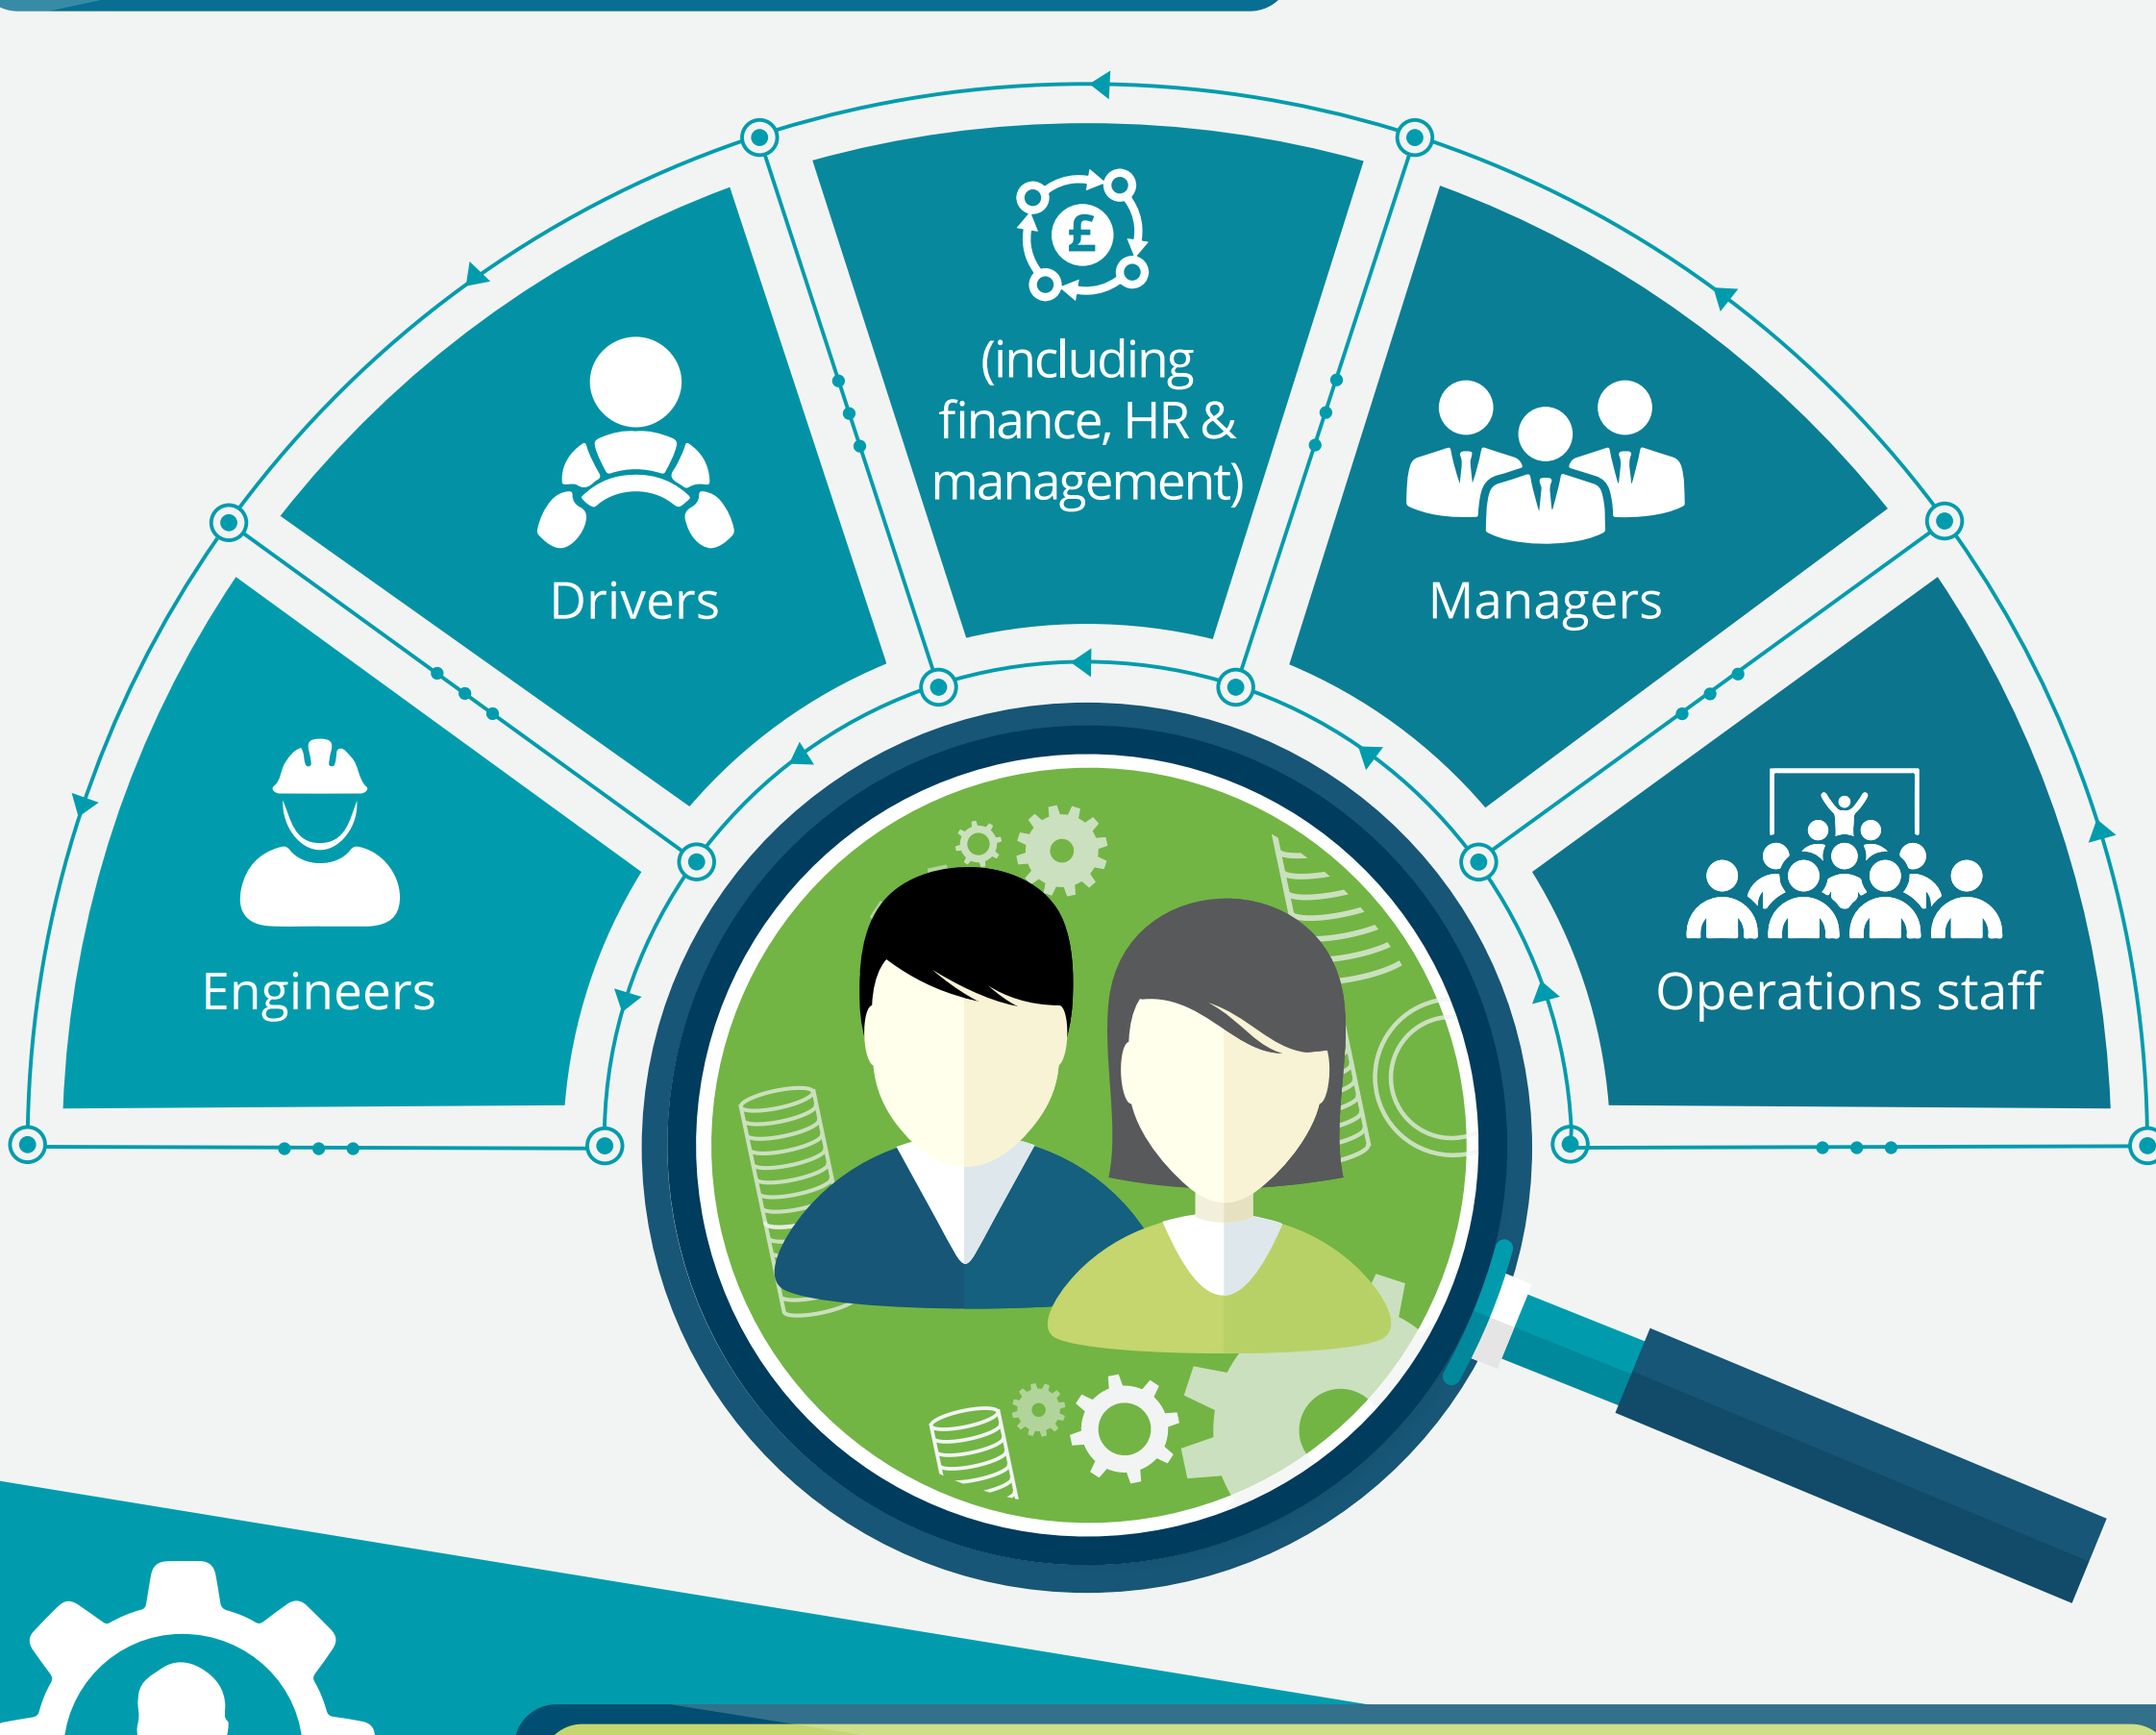 £
(including
finance, HR&
management)
Drivers
Managers
Engineers
Operations staff